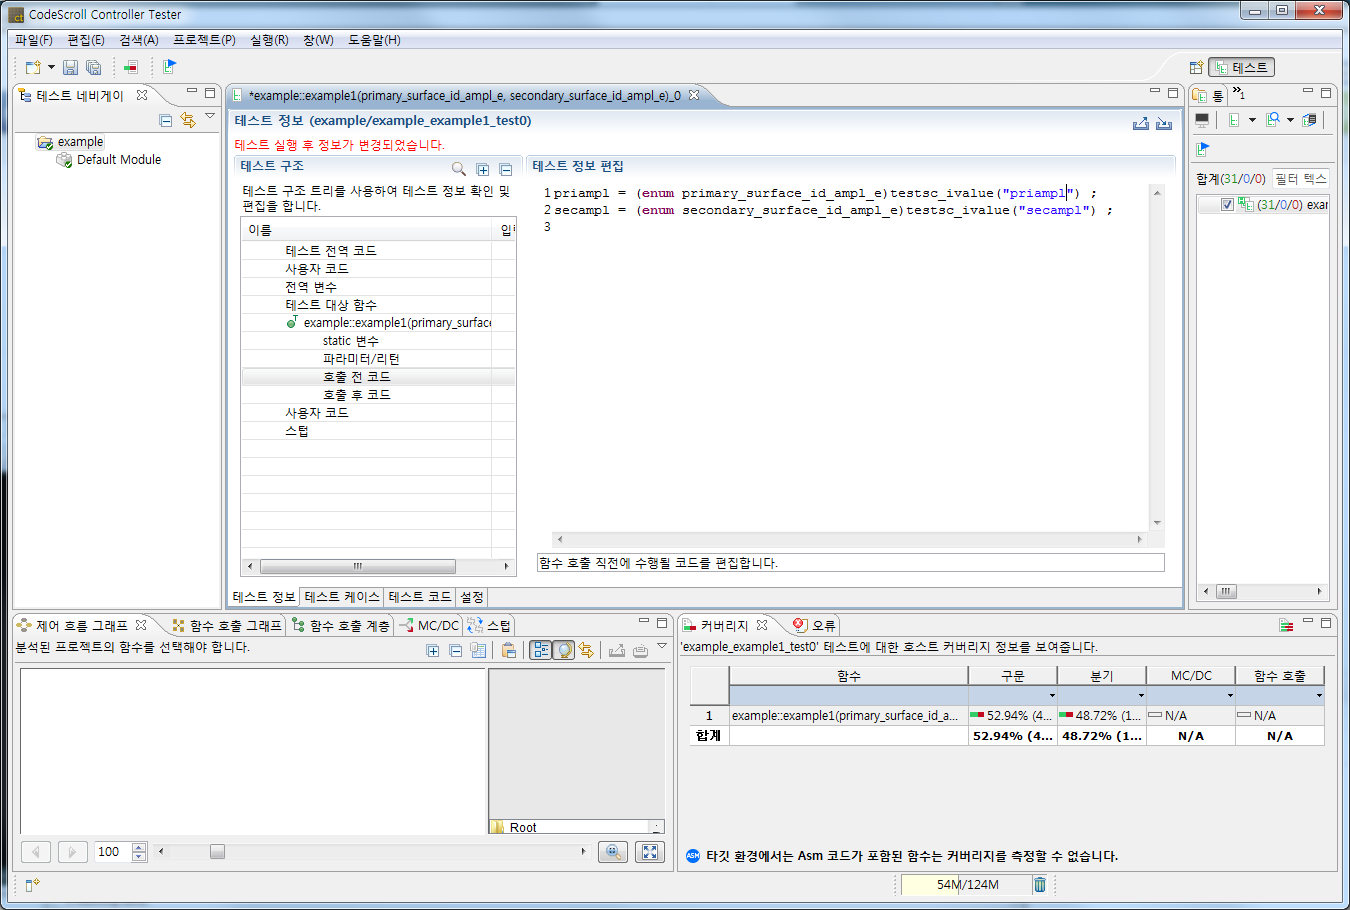 CodeScroll Controller Tester
파일(F) 편집(E) 검색(A) 프로젝트(P) 실행(R) 창(W) 도움말(H)
테스트
테스트 네비게이
example
Default Module
*example::example1(primary_surface_id_ampl_e, secondary_surface_id_ampl_e)_0
테스트 정보 (example/example_example1_test0)
테스트 실행 후 정보가 변경되었습니다.
테스트 구조
테스트 구조 트리를 사용하여 테스트 정보 확인 및
편집을 합니다.
이름
테스트 전역 코드
사용자 코드
전역 변수
테스트 대상 함수
example::example1(primary_surface
static 변수
파라미터/리턴
호출 전 코드
호출 후 코드
사용자 코드
스텁
테스트 정보 편집
1 priampl = (enum primary_surface_id_ampl_e)testsc_ivalue("priampl") ;
2 secampl = (enum secondary_surface_id_ampl_e)testsc_ivalue("secampl") ;
3
함수 호출 직전에 수행될 코드를 편집합니다.
테스트 정보 테스트 케이스 테스트 코드 설정
통 »1
합계(31/0/0) 필터 텍스
(31/0/0) exar
제어 흐름 그래프 함수 호출 그래프 함수 호출 계층 MC/DC 스텁
분석된 프로젝트의 함수를 선택해야 합니다.
Root
100
커버리지 오류
'example_example1_test0' 테스트에 대한 호스트 커버리지 정보를 보여줍니다.
함수 구문 분기 MC/DC 함수 호출
1 example::example1(primary_surface_id_a... 52.94% (4... 48.72% (1... N/A N/A
합계 52.94% (4... 48.72% (1... N/A N/A
ASM 타깃 환경에서는 Asm 코드가 포함된 함수는 커버리지를 측정할 수 없습니다.
54M/124M